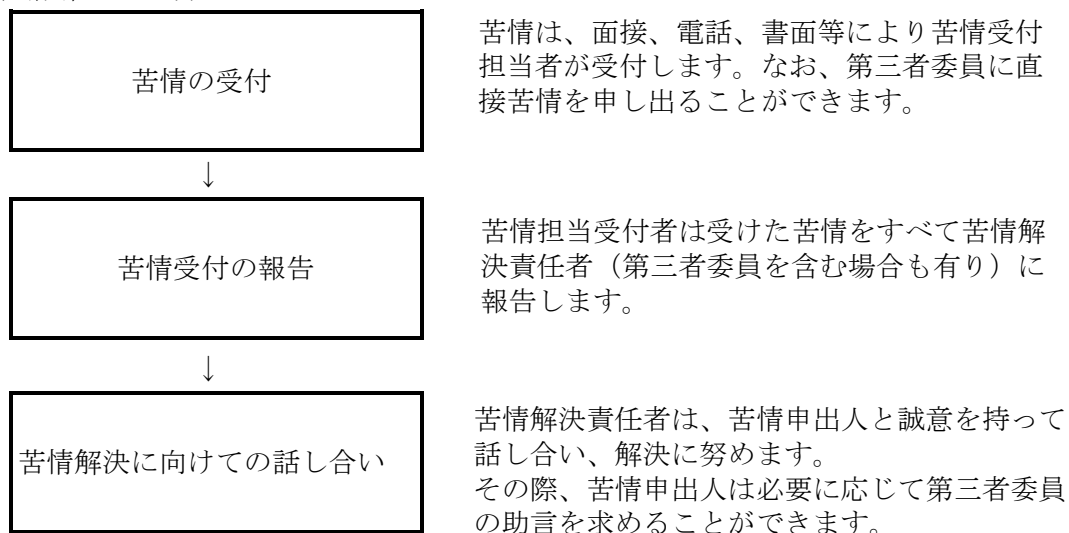 苦情の受付
苦情は、面接、電話、書面等により苦情受付
担当者が受付します。なお、第三者委員に直
接苦情を申し出ることができます。
↓
苦情受付の報告
苦情担当受付者は受けた苦情をすべて苦情解
決責任者（第三者委員を含む場合も有り）に
報告します。
↓
苦情解決に向けての話し合い
苦情解決責任者は、苦情申出人と誠意を持って
話し合い、解決に努めます。
その際、苦情申出人は必要に応じて第三者委員
の助言を求めることができます。